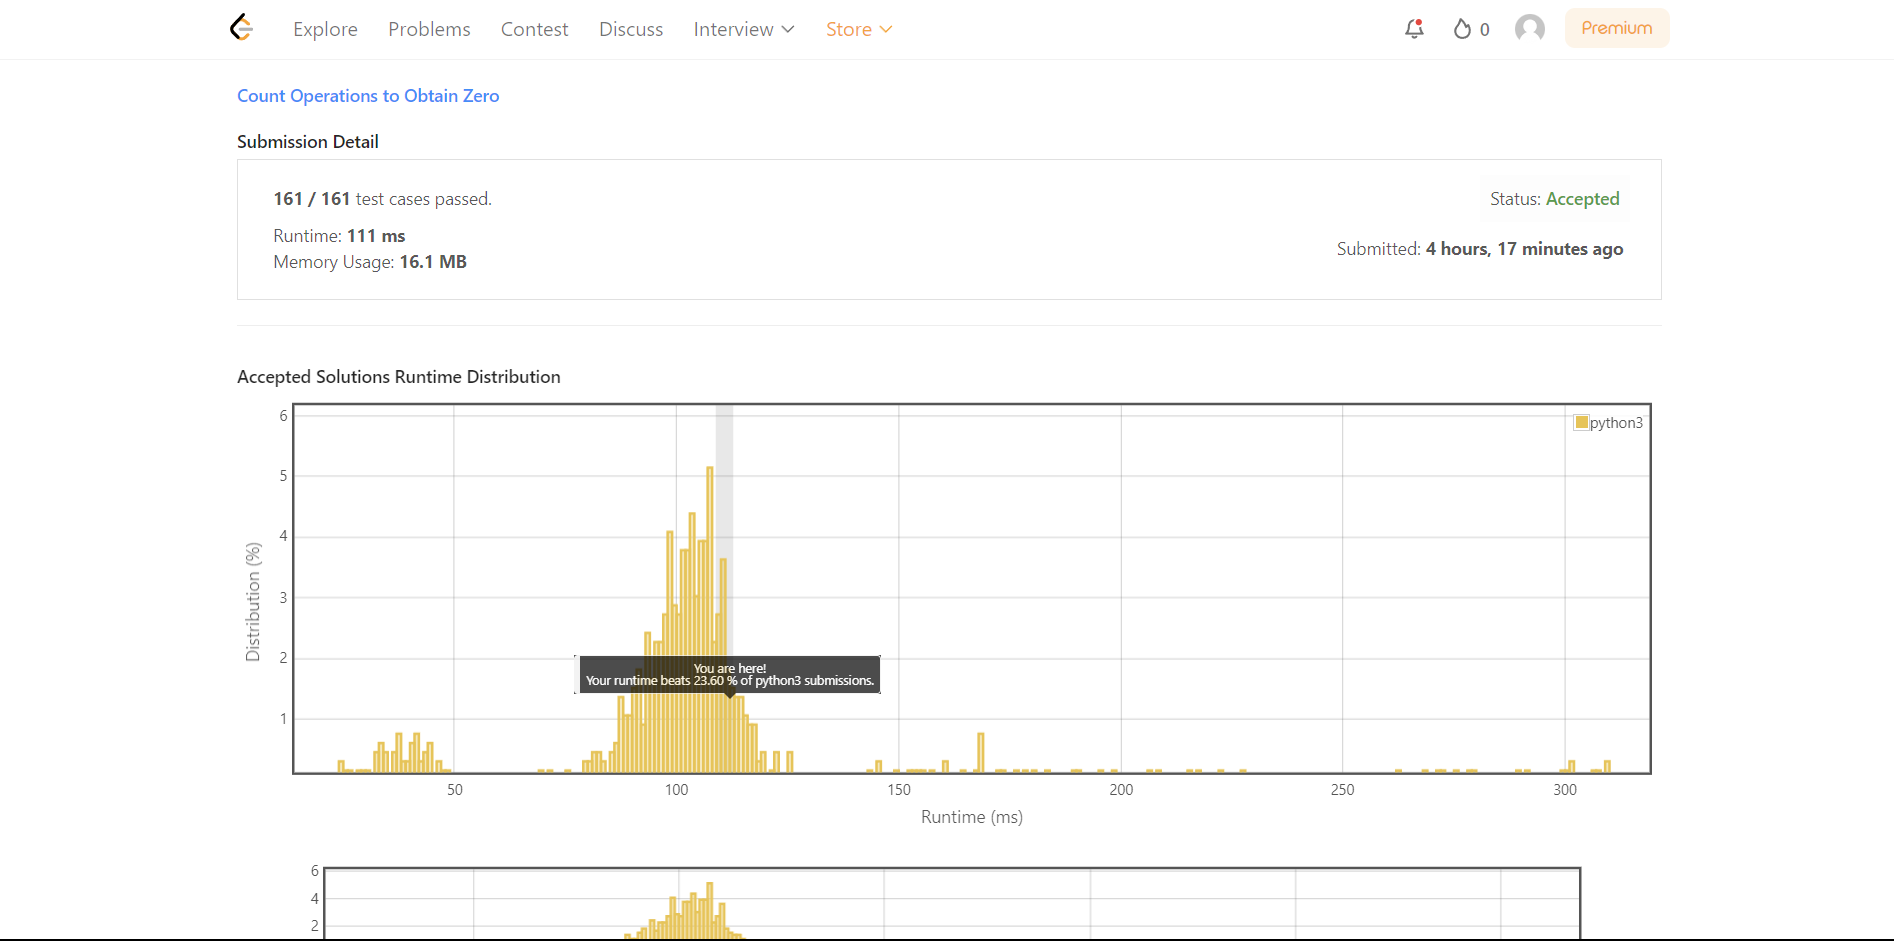 Explore Problems Contest Discuss Interview Store 0 Premium
Count Operations to Obtain Zero
Submission Detail
161 / 161 test cases passed.
Status: Accepted
Runtime: 111 ms
Submitted: 4 hours, 17 minutes ago
Memory Usage: 16.1 MB
Accepted Solutions Runtime Distribution
6
python3
5
4
3
2
1
Distribution (%)
You are here!
Your runtime beats 23.60 % of python3 submissions.
50 100 150 200 250 300
Runtime (ms)
6
4
2